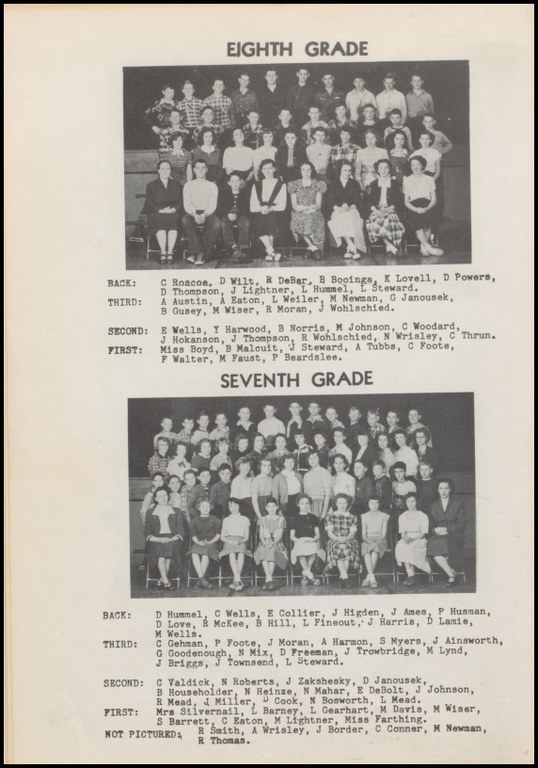 EIGHTH GRADE
BACK: C Roacoa, D Wilt, R DeBar, B Booinga, K Lovell, D Powers,
D Thompson, J Lightner, L Hummel, L Steward.
THIRD: A Austin, A Eaton, L Weiler, M Newman, G Janousek,
B Gusey, M Wiser, R Moran, J Wohlschied.
SECOND: E Wells, Y Harwood, B Norris, M Johnson, C Woodard,
J Hokanson, J Thompson, R Wohlschied, N Wrisley, C Thrun.
FIRST: Miss Boyd, B Malcuit, J Steward, A Tubbs, C Foote,
F Walter, M Faust, P Beardslee.
SEVENTH GRADE
BACK: D Hummel, C Wells, E Collier, J Higden, J Ames, P Husman,
D Love, R McKee, B Hill, L Fineout, J Harris, D Lamie,
M Wells.
THIRD: C Gehman, P Foote, J Moran, A Harmon, S Myers, J Ainsworth,
G Goodenough, N Mix, D Freeman, J Trowbridge, M Lynd,
J Briggs, J Townsend, L Steward.
SECOND: C Valdick, N Roberts, J Zakshesky, D Janousek,
B Householder, N Heinze, N Mahar, E DeBolt, J Johnson,
R Mead, J Miller, D Cook, N Bosworth, L Mead.
FIRST: Mrs Silvernail, L Barney, L Gearhart, M Davis, M Wiser,
S Barrett, C Eaton, M Lightner, Miss Farthing.
NOT PICTURED: R Smith, A Wrisley, J Border, C Conner, M Newman,
R Thomas.